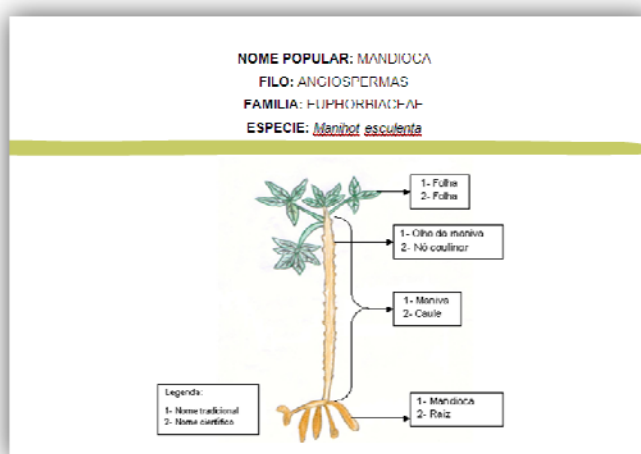 NOME POPULAR: MANDIOCA
FILO: ANGIOSPERMAS
FAMILIA: EUPHORBIACEAE
ESPECIE: Manihot esculenta
1- Folha
2- Folha
1- Olho da maniva
2- Nó caulinar
1- Maniva
2- Caule
Legenda:
1- Nome tradicional
2- Nome científico
1- Mandioca
2- Raiz